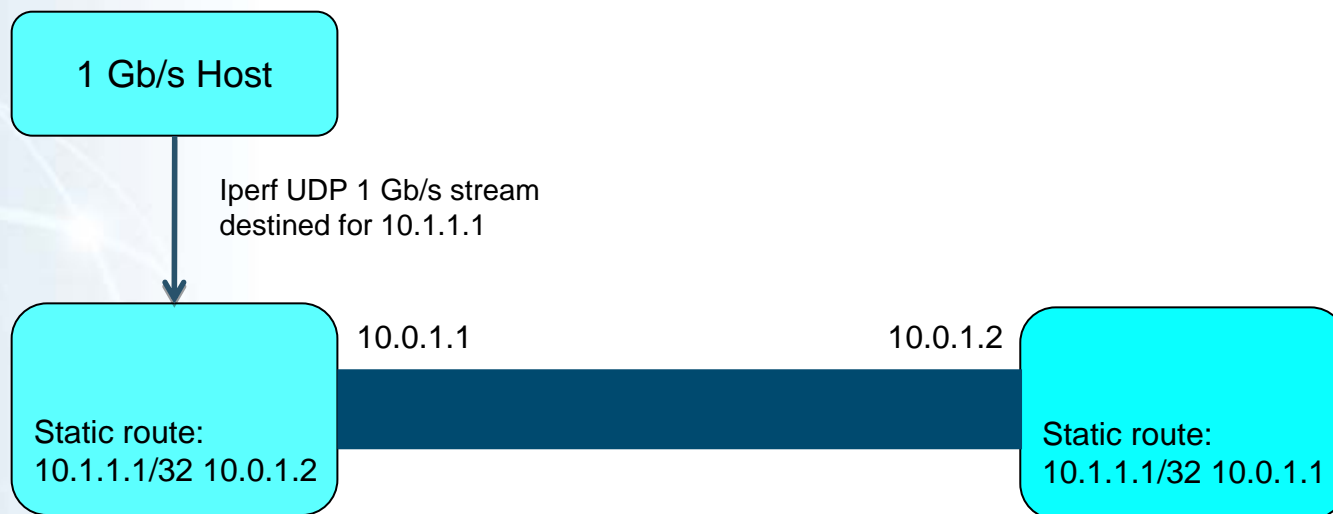 1 Gb/s Host
Iperf UDP 1 Gb/s stream
destined for 10.1.1.1
10.0.1.1
10.0.1.2
Static route:
10.1.1.1/32 10.0.1.2
Static route:
10.1.1.1/32 10.0.1.1